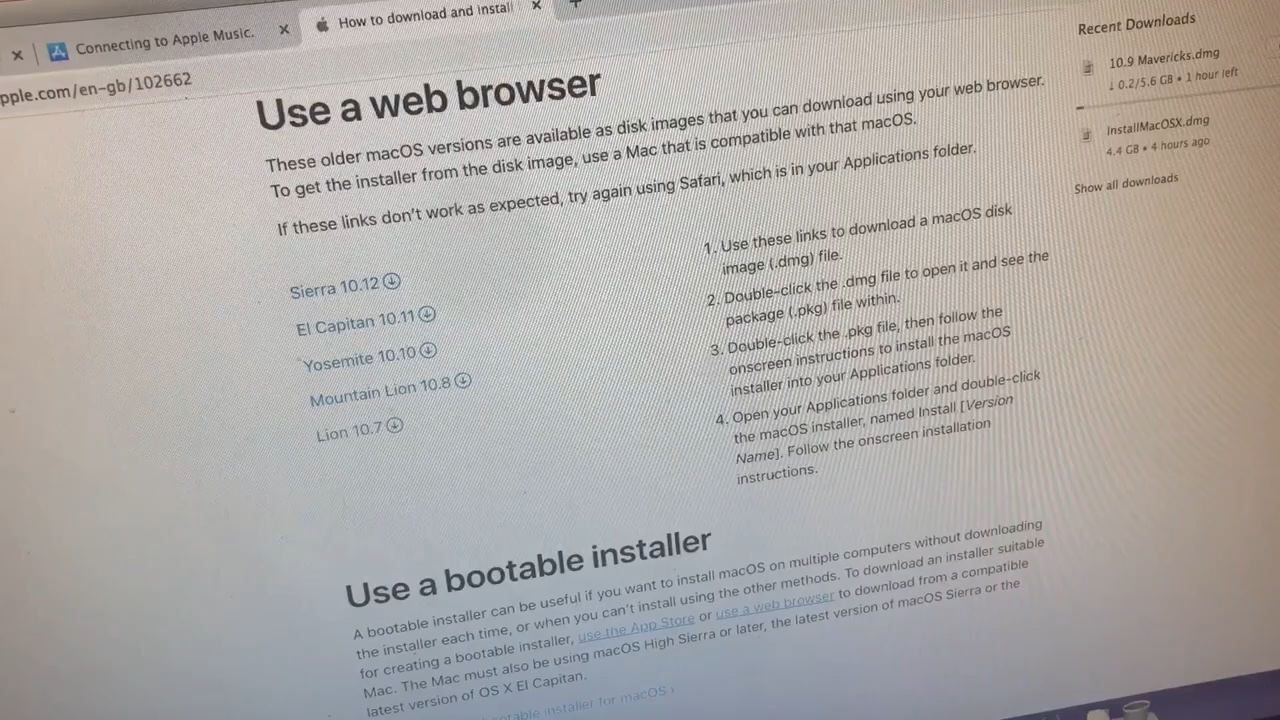 Connecting to Apple Music.
How to download and install
pple.com/en-gb/102662
Recent Downloads
10.9 Mavericks.dmg
↓ 0.2/5.6 GB • 1 hour left
InstallMacOSX.dmg
4.4 GB • 4 hours ago
Show all downloads
Use a web browser
These older macOS versions are available as disk images that you can download using your web browser.
To get the installer from the disk image, use a Mac that is compatible with that macOS.
If these links don't work as expected, try again using Safari, which is in your Applications folder.
Sierra 10.12
El Capitan 10.11
Yosemite 10.10
Mountain Lion 10.8
Lion 10.7
1. Use these links to download a macOS disk
image (.dmg) file.
2. Double-click the .dmg file to open it and see the
package (.pkg) file within.
3. Double-click the .pkg file, then follow the
onscreen instructions to install the macOS
installer into your Applications folder.
4. Open your Applications folder and double-click
the macOS installer, named Install [Version
Name]. Follow the onscreen installation
instructions.
Use a bootable installer
A bootable installer can be useful if you want to install macOS on multiple computers without downloading
the installer each time, or when you can't install using the other methods. To download an installer suitable
for creating a bootable installer, use the App Store or use a web browser to download from a compatible
Mac. The Mac must also be using macOS High Sierra or later, the latest version of macOS Sierra or the
latest version of OS X El Capitan.
ootable installer for macOS ›